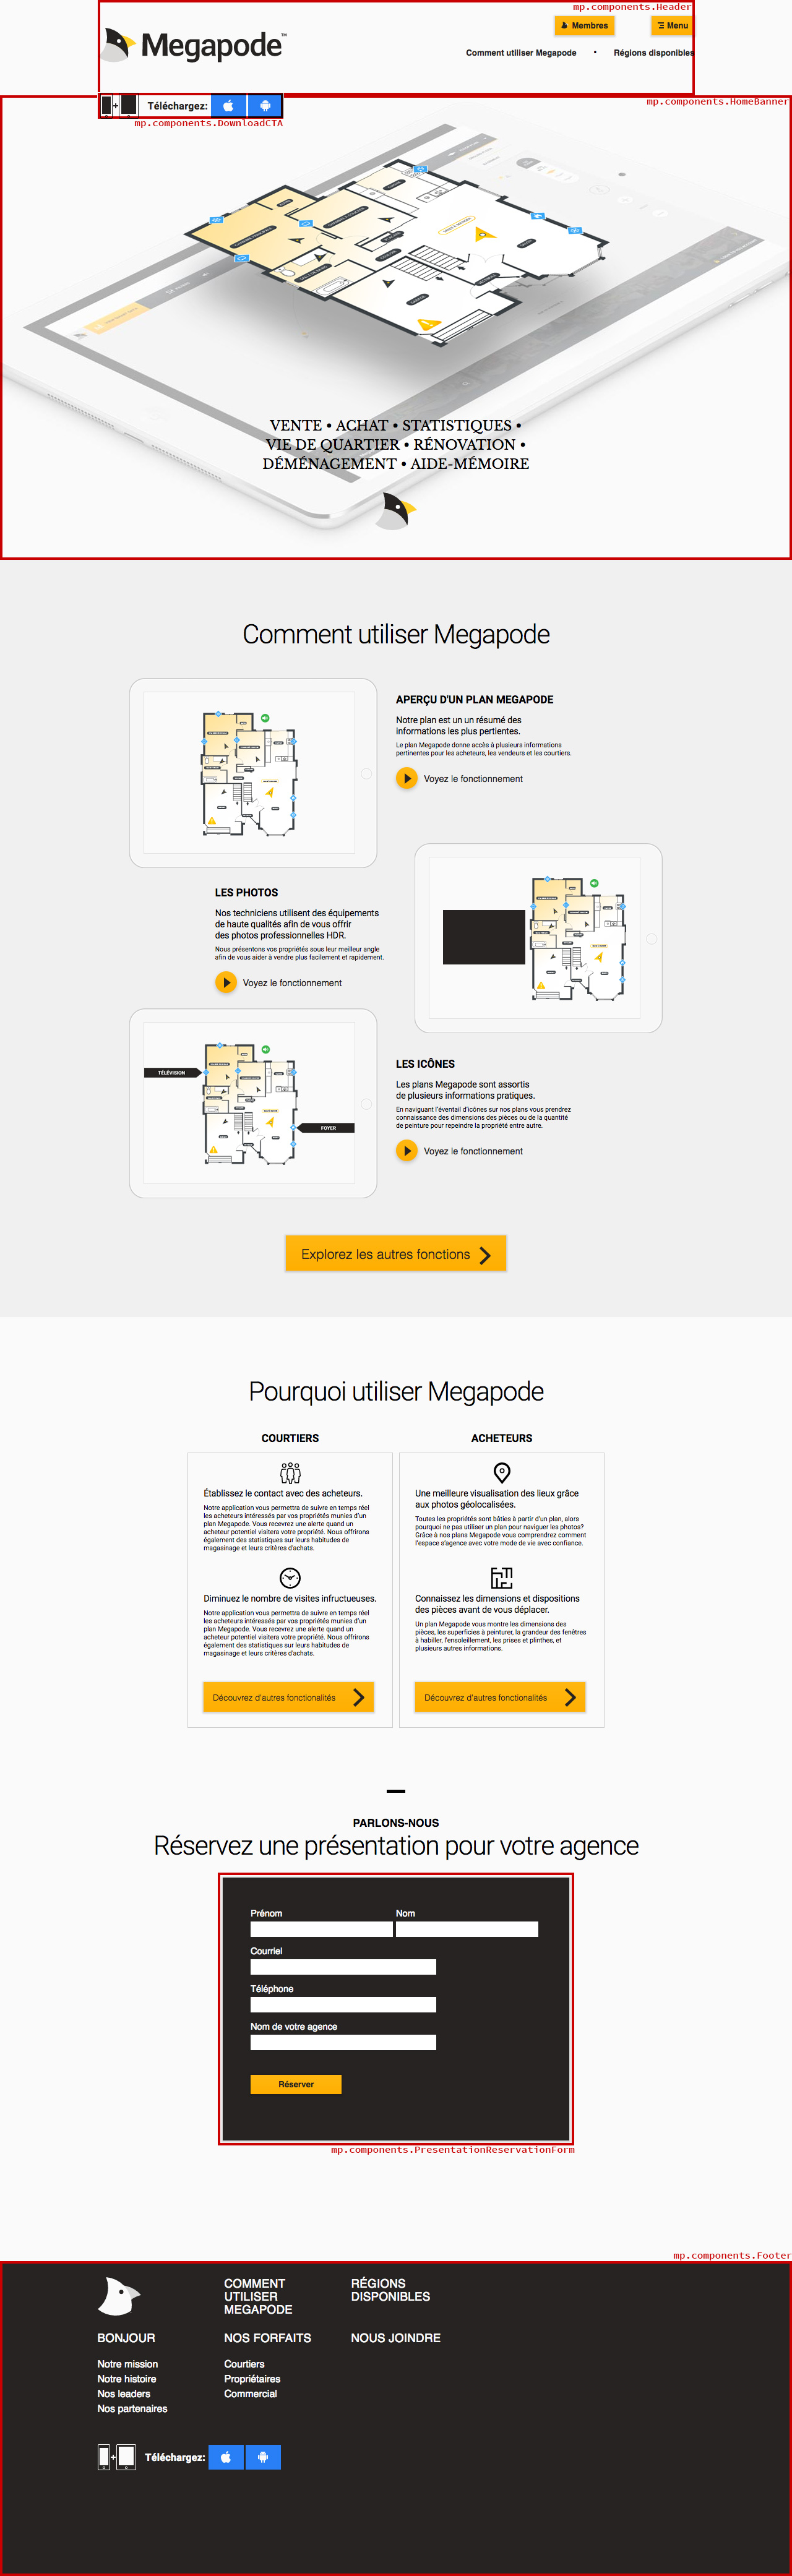 mp.components.Header
Megapode™
Membres
Menu
Comment utiliser Megapode • Régions disponibles
mp.components.HomeBanner
Téléchargez:
mp.components.DownloadCTA
VENTE • ACHAT • STATISTIQUES •
VIE DE QUARTIER • RÉNOVATION •
DÉMÉNAGEMENT • AIDE-MÉMOIRE
Comment utiliser Megapode
APERÇU D'UN PLAN MEGAPODE
Notre plan est un un résumé des
informations les plus pertientes.
Le plan Megapode donne accès à plusieurs informations
pertinentes pour les acheteurs, les vendeurs et les courtiers.
Voyez le fonctionnement
LES PHOTOS
Nos techniciens utilisent des équipements
de haute qualités afin de vous offrir
des photos professionnelles HDR.
Nous présentons vos propriétés sous leur meilleur angle
afin de vous aider à vendre plus facilement et rapidement.
Voyez le fonctionnement
TÉLÉVISION
FOYER
LES ICÔNES
Les plans Megapode sont assortis
de plusieurs informations pratiques.
En naviguant l'éventail d'icônes sur nos plans vous prendrez
connaissance des dimensions des pièces ou de la quantité
de peinture pour repeindre la propriété entre autre.
Voyez le fonctionnement
Explorez les autres fonctions
Pourquoi utiliser Megapode
COURTIERS
Établissez le contact avec des acheteurs.
Notre application vous permettra de suivre en temps réel
les acheteurs intéressés par vos propriétés munies d'un
plan Megapode. Vous recevrez une alerte quand un
acheteur potentiel visitera votre propriété. Nous offrirons
également des statistiques sur leurs habitudes de
magasinage et leurs critères d'achats.
Diminuez le nombre de visites infructueuses.
Notre application vous permettra de suivre en temps réel
les acheteurs intéressés par vos propriétés munies d'un
plan Megapode. Vous recevrez une alerte quand un
acheteur potentiel visitera votre propriété. Nous offrirons
également des statistiques sur leurs habitudes de
magasinage et leurs critères d'achats.
Découvrez d'autres fonctionalités
ACHETEURS
Une meilleure visualisation des lieux grâce
aux photos géolocalisées.
Toutes les propriétés sont bâties à partir d'un plan, alors
pourquoi ne pas utiliser un plan pour naviguer les photos?
Grâce à nos plans Megapode vous comprendrez comment
l'espace s'agence avec votre mode de vie avec confiance.
Connaissez les dimensions et dispositions
des pièces avant de vous déplacer.
Un plan Megapode vous montre les dimensions des
pièces, les superficies à peinturer, la grandeur des fenêtres
à habiller, l'ensoleillement, les prises et plinthes, et
plusieurs autres informations.
Découvrez d'autres fonctionalités
PARLONS-NOUS
Réservez une présentation pour votre agence
Prénom
Nom
Courriel
Téléphone
Nom de votre agence
Réserver
mp.components.PresentationReservationForm
mp.components.Footer
COMMENT
UTILISER
MEGAPODE
RÉGIONS
DISPONIBLES
BONJOUR
Notre mission
Notre histoire
Nos leaders
Nos partenaires
NOS FORFAITS
Courtiers
Propriétaires
Commercial
NOUS JOINDRE
Téléchargez: